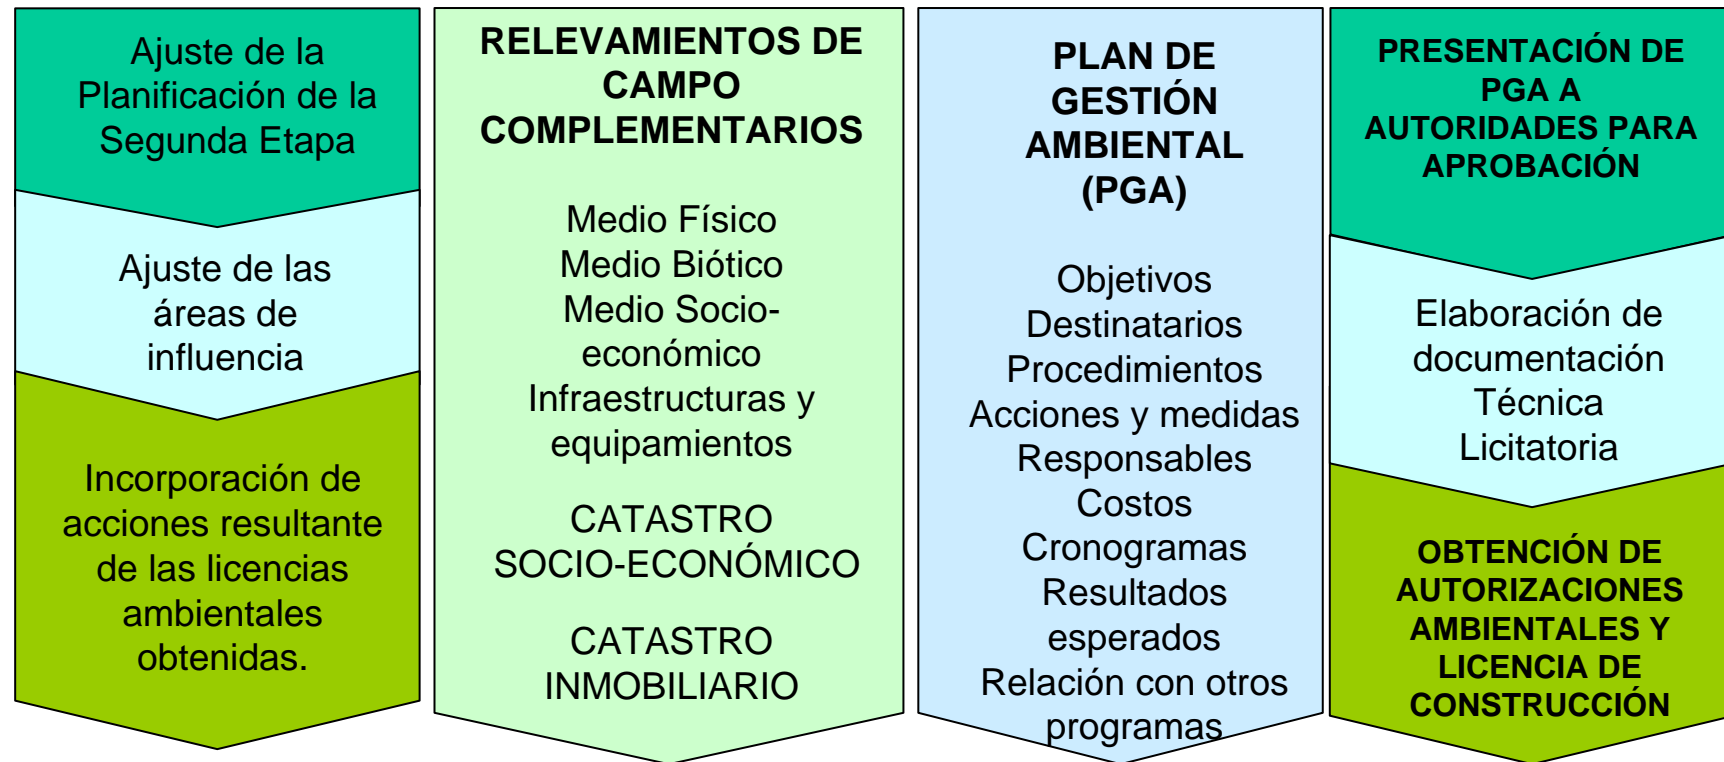 Ajuste de la
Planificación de la
Segunda Etapa
Ajuste de las
áreas de
influencia
Incorporación de
acciones resultante
de las licencias
ambientales
obtenidas.
RELEVAMIENTOS DE
CAMPO
COMPLEMENTARIOS
Medio Físico
Medio Biótico
Medio Socio-
económico
Infraestructuras y
equipamientos
CATASTRO
SOCIO-ECONÓMICO
CATASTRO
INMOBILIARIO
PLAN DE
GESTIÓN
AMBIENTAL
(PGA)
Objetivos
Destinatarios
Procedimientos
Acciones y medidas
Responsables
Costos
Cronogramas
Resultados
esperados
Relación con otros
programas
PRESENTACIÓN DE
PGA A
AUTORIDADES PARA
APROBACIÓN
Elaboración de
documentación
Técnica
Licitatoria
OBTENCIÓN DE
AUTORIZACIONES
AMBIENTALES Y
LICENCIA DE
CONSTRUCCIÓN